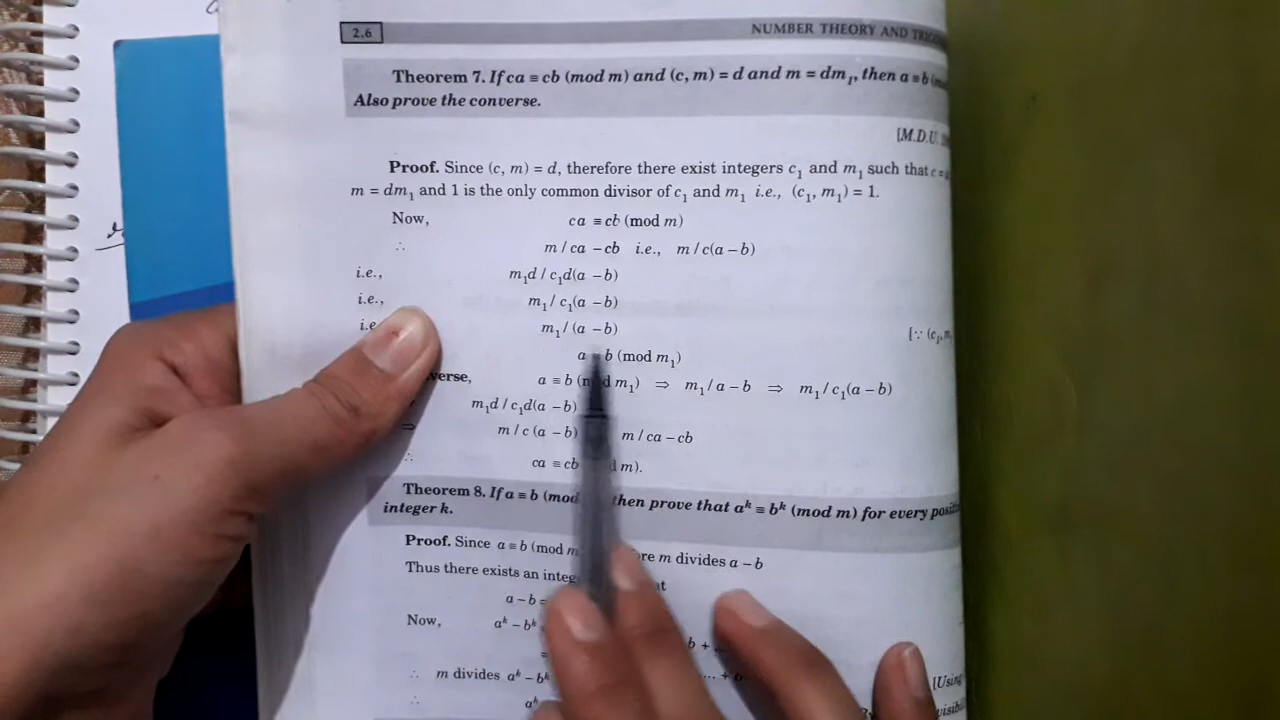 2.6 NUMBER THEORY AND
Theorem 7. If ca ≡ cb (mod m) and (c, m) = d and m = dm₁, then a ≡ b
Also prove the converse.
[M.D.U.
Proof. Since (c, m) = d, therefore there exist integers c₁ and m₁ such that c =
m = dm₁ and 1 is the only common divisor of c₁ and m₁ i.e., (c₁, m₁) = 1.
Now, ca ≡ cb (mod m)
∴ m / ca – cb i.e., m / c(a – b)
i.e., m₁d / c₁d(a – b)
i.e., m₁ / c₁(a – b)
m₁ / (a – b) [∵ (c₁,
a ≡ b (mod m₁)
a ≡ b m₁) ⇒ m₁ / a – b ⇒ m₁ / c₁(a – b)
m₁d / c₁d(a – b)
⇒ m / c (a – b) m / ca – cb
∴ ca ≡ cb m).
Theorem 8. If a ≡ b (mod then prove that aᵏ ≡ bᵏ (mod m) for every
integer k.
Proof. Since a ≡ b (mod m divides a – b
Thus there exists an
a – b =
Now, aᵏ – bᵏ b +
=
∴ m divides aᵏ – bᵏ ... + [Using
∴ aᵏ